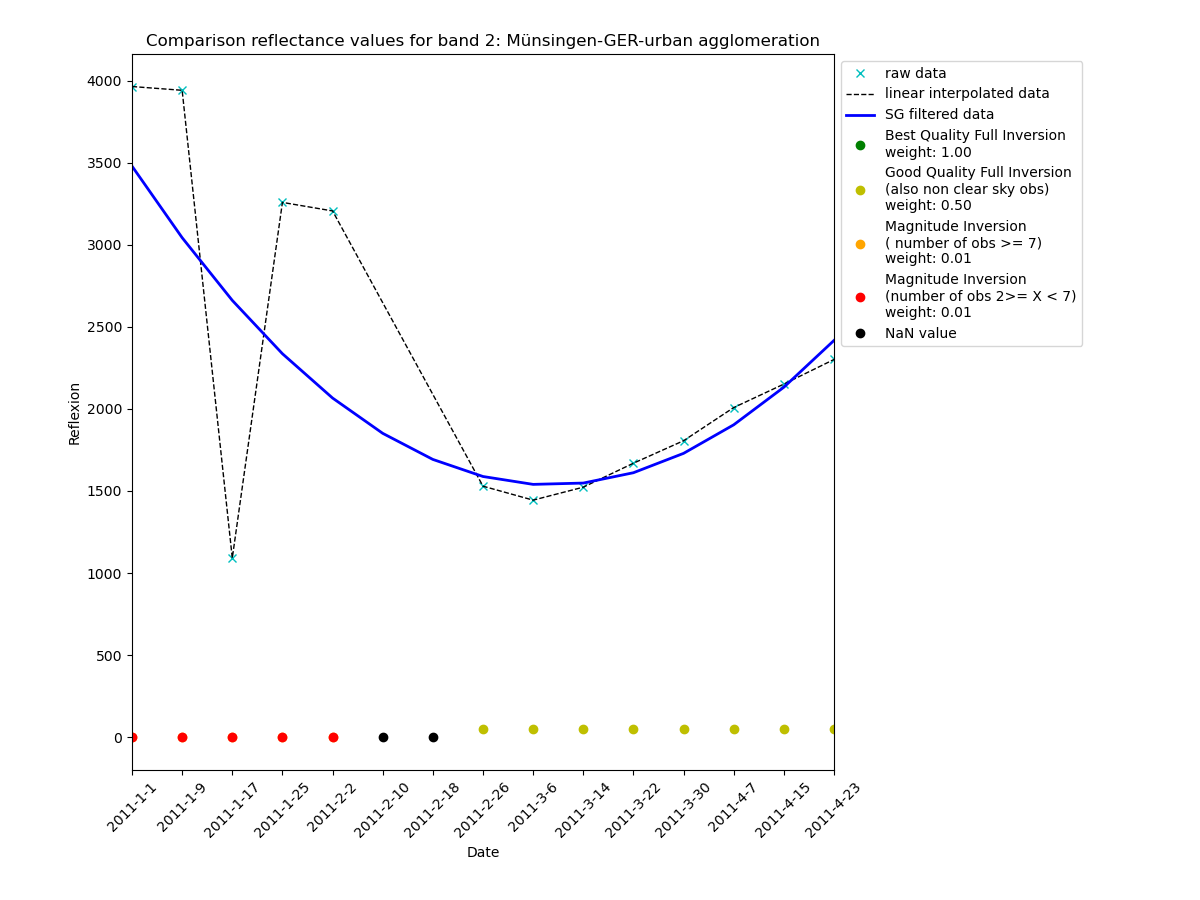 Comparison reflectance values for band 2: Münsingen-GER-urban agglomeration
4000
3500
3000
2500
2000
1500
1000
500
0
Reflexion
2011-1-1
2011-1-9
2011-1-17
2011-1-25
2011-2-2
2011-2-10
2011-2-18
2011-2-26
2011-3-6
2011-3-14
2011-3-22
2011-3-30
2011-4-7
2011-4-15
2011-4-23
Date
raw data
linear interpolated data
SG filtered data
Best Quality Full Inversion
weight: 1.00
Good Quality Full Inversion
(also non clear sky obs)
weight: 0.50
Magnitude Inversion
( number of obs >= 7)
weight: 0.01
Magnitude Inversion
(number of obs 2>= X < 7)
weight: 0.01
NaN value